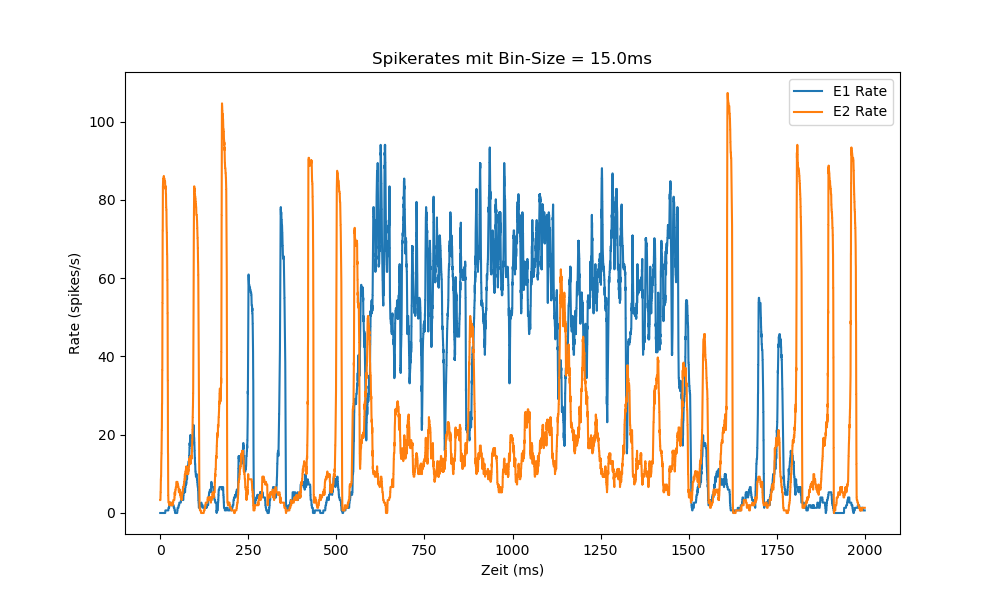 Spikerates mit Bin-Size = 15.0ms
E1 Rate
E2 Rate
Rate (spikes/s)
100
80
60
40
20
0
0 250 500 750 1000 1250 1500 1750 2000
Zeit (ms)